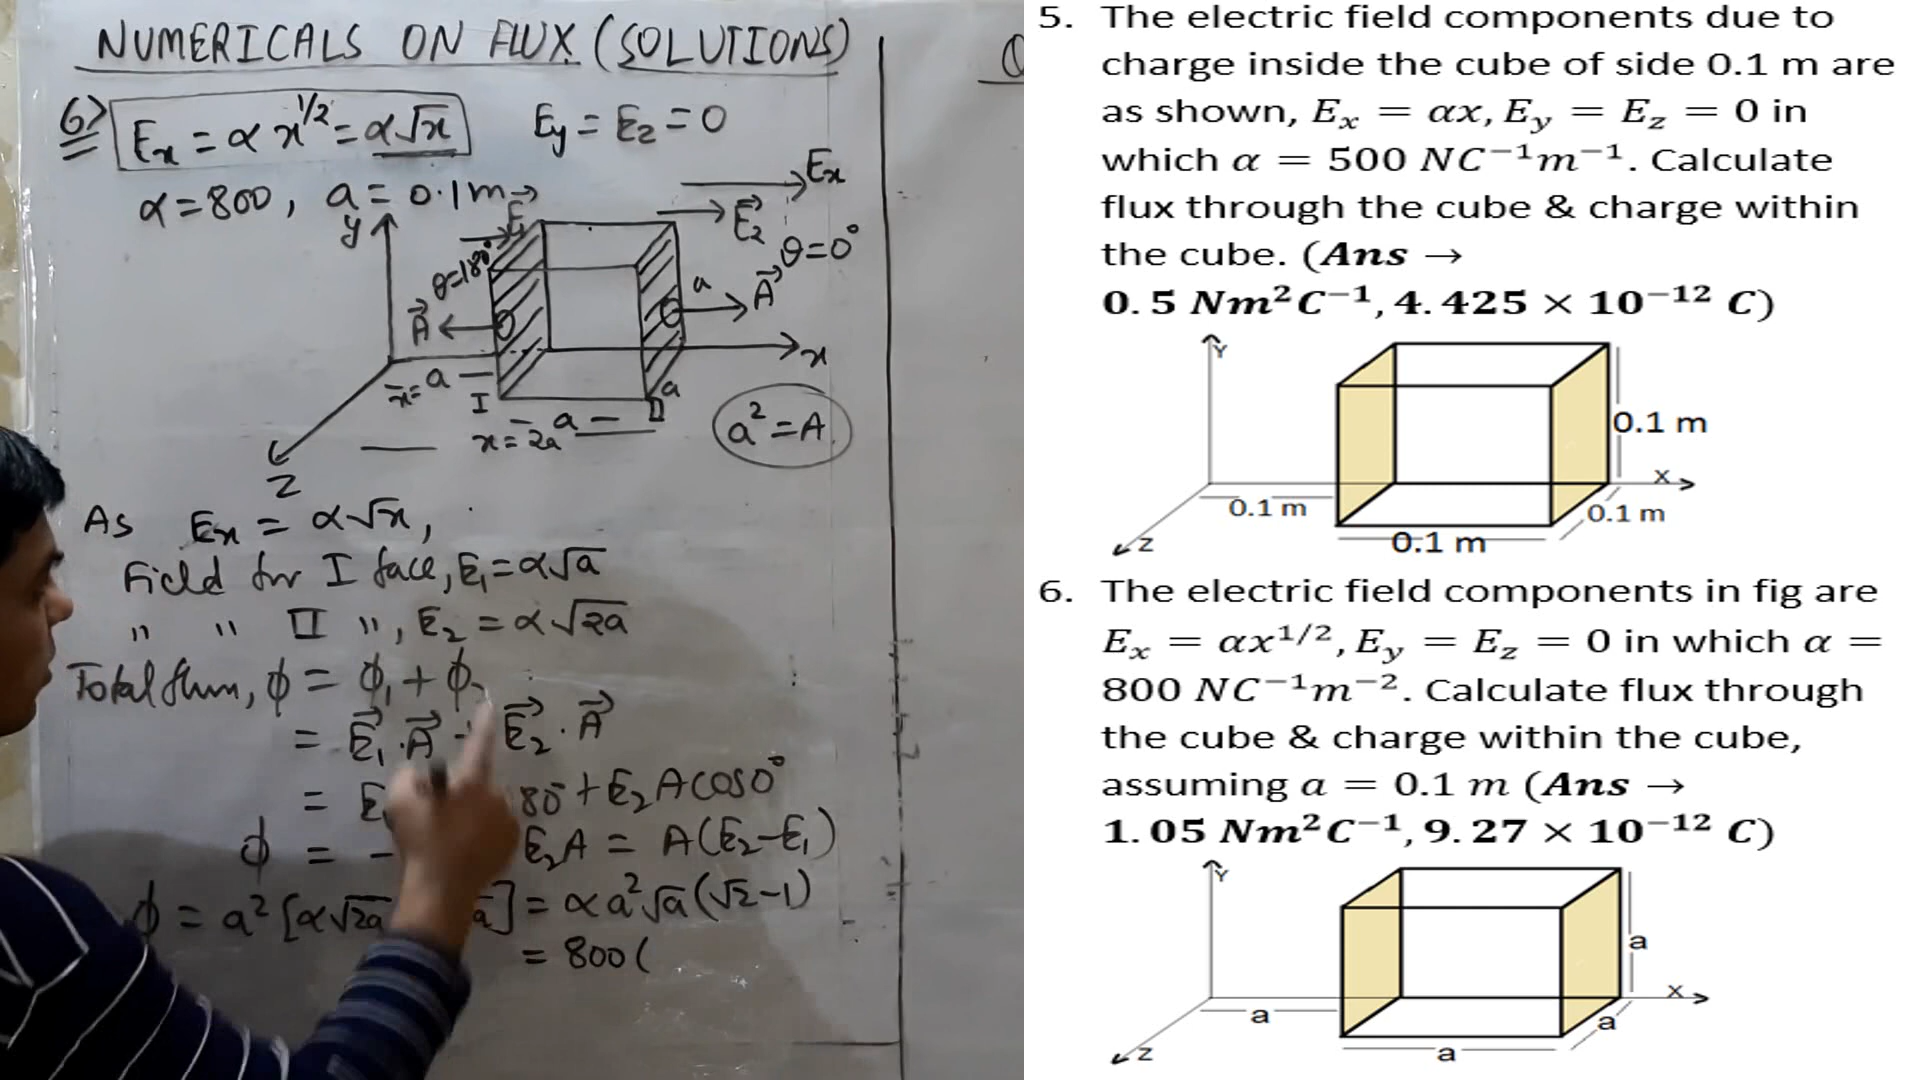 NUMERICALS ON FLUX (SOLUTIONS)
6) Ex = αx^1/2 = α√x Ey = Ez = 0
α = 800, a = 0.1m
Ex
E2
θ = 0°
θ=180°
y
A
a
A
x
x = a
I
II
a
a
x = 2a
a² = A
Z
As Ex = α√x,
Field for I face, E1 = α√a
" " II ", E2 = α√2a
Total flux, φ = φ1 + φ
= E1.A E2.A
= E 80° + E2 A cos0°
φ = - E2A = A(E2-E1)
φ = a² [α√2a a] = αa²√a(√2-1)
= 800(
5. The electric field components due to
charge inside the cube of side 0.1 m are
as shown, Ex = αx, Ey = Ez = 0 in
which α = 500 NC⁻¹m⁻¹. Calculate
flux through the cube & charge within
the cube. (Ans →
0.5 Nm²C⁻¹, 4.425 × 10⁻¹² C)
Y
0.1 m
X
0.1 m
0.1 m
Z
0.1 m
6. The electric field components in fig are
Ex = αx^1/2, Ey = Ez = 0 in which α =
800 NC⁻¹m⁻². Calculate flux through
the cube & charge within the cube,
assuming a = 0.1 m (Ans →
1.05 Nm²C⁻¹, 9.27 × 10⁻¹² C)
Y
a
X
a
a
Z
a